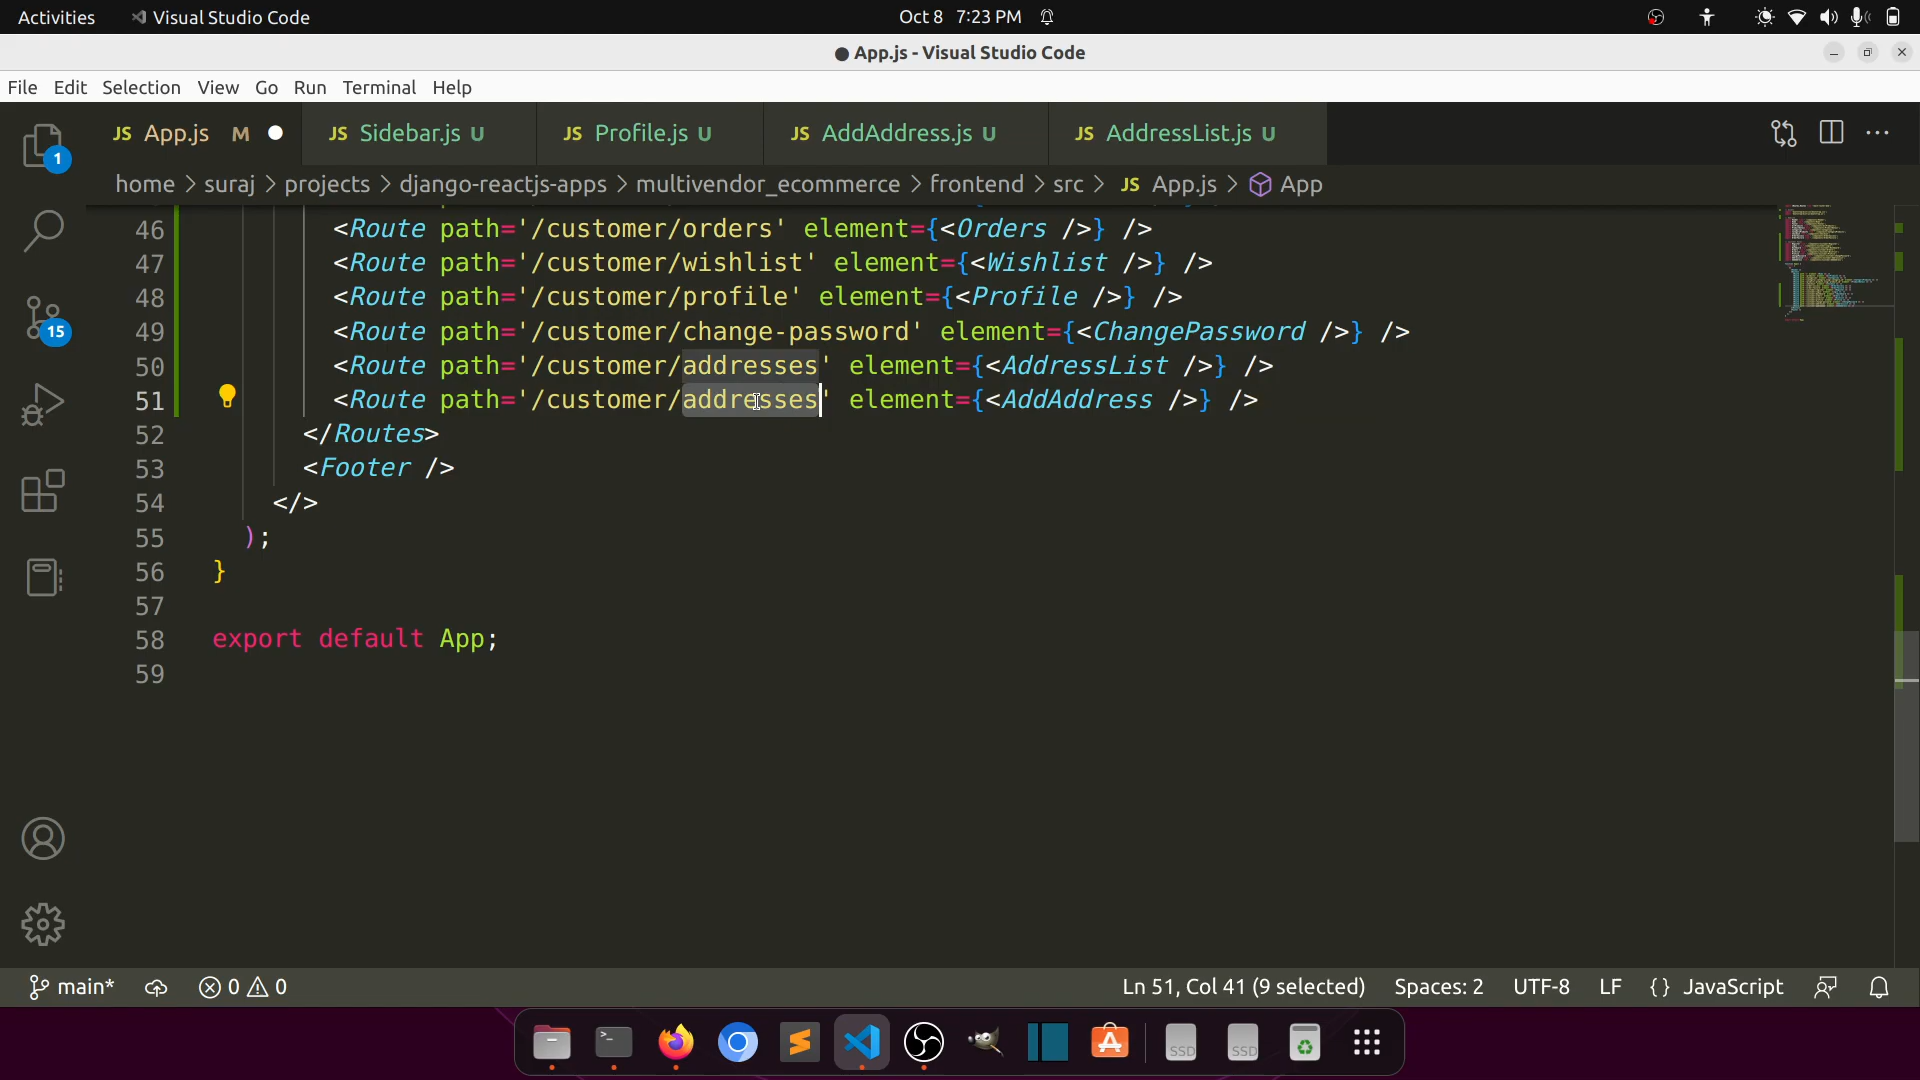 Activities
Visual Studio Code
Oct 8 7:23 PM
● App.js - Visual Studio Code
File Edit Selection View Go Run Terminal Help
JS App.js M ●
JS Sidebar.js U
JS Profile.js U
JS AddAddress.js U
JS AddressList.js U
home > suraj > projects > django-reactjs-apps > multivendor_ecommerce > frontend > src > JS App.js > App
1
15
46 <Route path='/customer/orders' element={<Orders />} />
47 <Route path='/customer/wishlist' element={<Wishlist />} />
48 <Route path='/customer/profile' element={<Profile />} />
49 <Route path='/customer/change-password' element={<ChangePassword />} />
50 <Route path='/customer/addresses' element={<AddressList />} />
51 <Route path='/customer/addresses' element={<AddAddress />} />
52 </Routes>
53 <Footer />
54 </>
55 );
56 }
57
58 export default App;
59
main* 0 0 Ln 51, Col 41 (9 selected) Spaces: 2 UTF-8 LF {} JavaScript
SSD
SSD